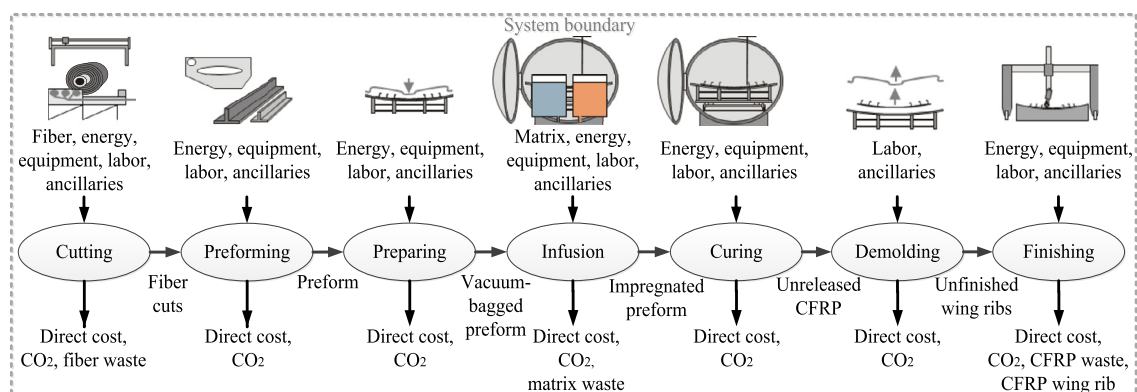 System boundary
Fiber, energy,
equipment, labor,
ancillaries
Energy, equipment,
labor, ancillaries
Energy, equipment,
labor, ancillaries
Matrix, energy,
equipment, labor,
ancillaries
Energy, equipment,
labor, ancillaries
Labor,
ancillaries
Energy, equipment,
labor, ancillaries
Cutting
Preforming
Preparing
Infusion
Curing
Demolding
Finishing
Fiber
cuts
Preform
Vacuum-
bagged
preform
Impregnated
preform
Unreleased
CFRP
Unfinished
wing ribs
Direct cost,
CO2, fiber waste
Direct cost,
CO2
Direct cost,
CO2
Direct cost,
CO2,
matrix waste
Direct cost,
CO2
Direct cost,
CO2
Direct cost,
CO2, CFRP waste,
CFRP wing rib